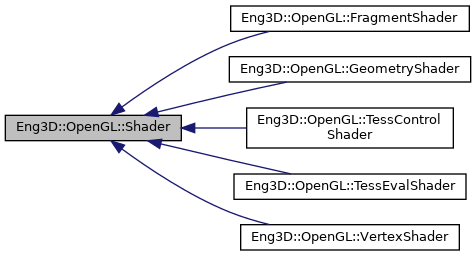 Eng3D::OpenGL::FragmentShader
Eng3D::OpenGL::GeometryShader
Eng3D::OpenGL::Shader
Eng3D::OpenGL::TessControl
Shader
Eng3D::OpenGL::TessEvalShader
Eng3D::OpenGL::VertexShader